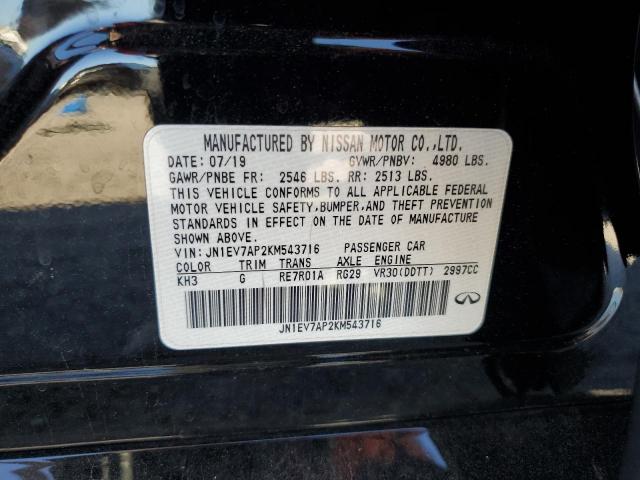 MANUFACTURED BY NISSAN MOTOR CO.,LTD.
DATE: 07/19 GVWR/PNBV: 4980 LBS.
GAWR/PNBE FR: 2546 LBS. RR: 2513 LBS.
THIS VEHICLE CONFORMS TO ALL APPLICABLE FEDERAL
MOTOR VEHICLE SAFETY,BUMPER,AND THEFT PREVENTION
STANDARDS IN EFFECT ON THE DATE OF MANUFACTURE
SHOWN ABOVE.
VIN: JN1EV7AP2KM543716 PASSENGER CAR
COLOR TRIM TRANS AXLE ENGINE
KH3 G RE7R01A RG29 VR30(DDTT) 2997CC
JN1EV7AP2KM543716